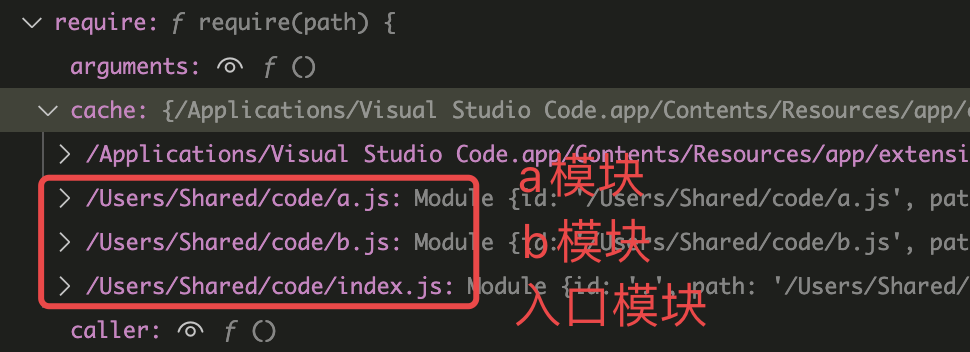 require: ƒ require(path) {
arguments: ƒ ()
cache: {/Applications/Visual Studio Code.app/Contents/Resources/app/
/Applications/Visual Studio Code.app/Contents/Resources/app/extensi
/Users/Shared/code/a.js: Module {id: '/Users/Shared/code/a.js', pat
a模块
/Users/Shared/code/b.js: Module {id: '/Users/Shared/code/b.js', pat
b模块
/Users/Shared/code/index.js: Module {id: '.', path: '/Users/Shared/
入口模块
caller: ƒ ()